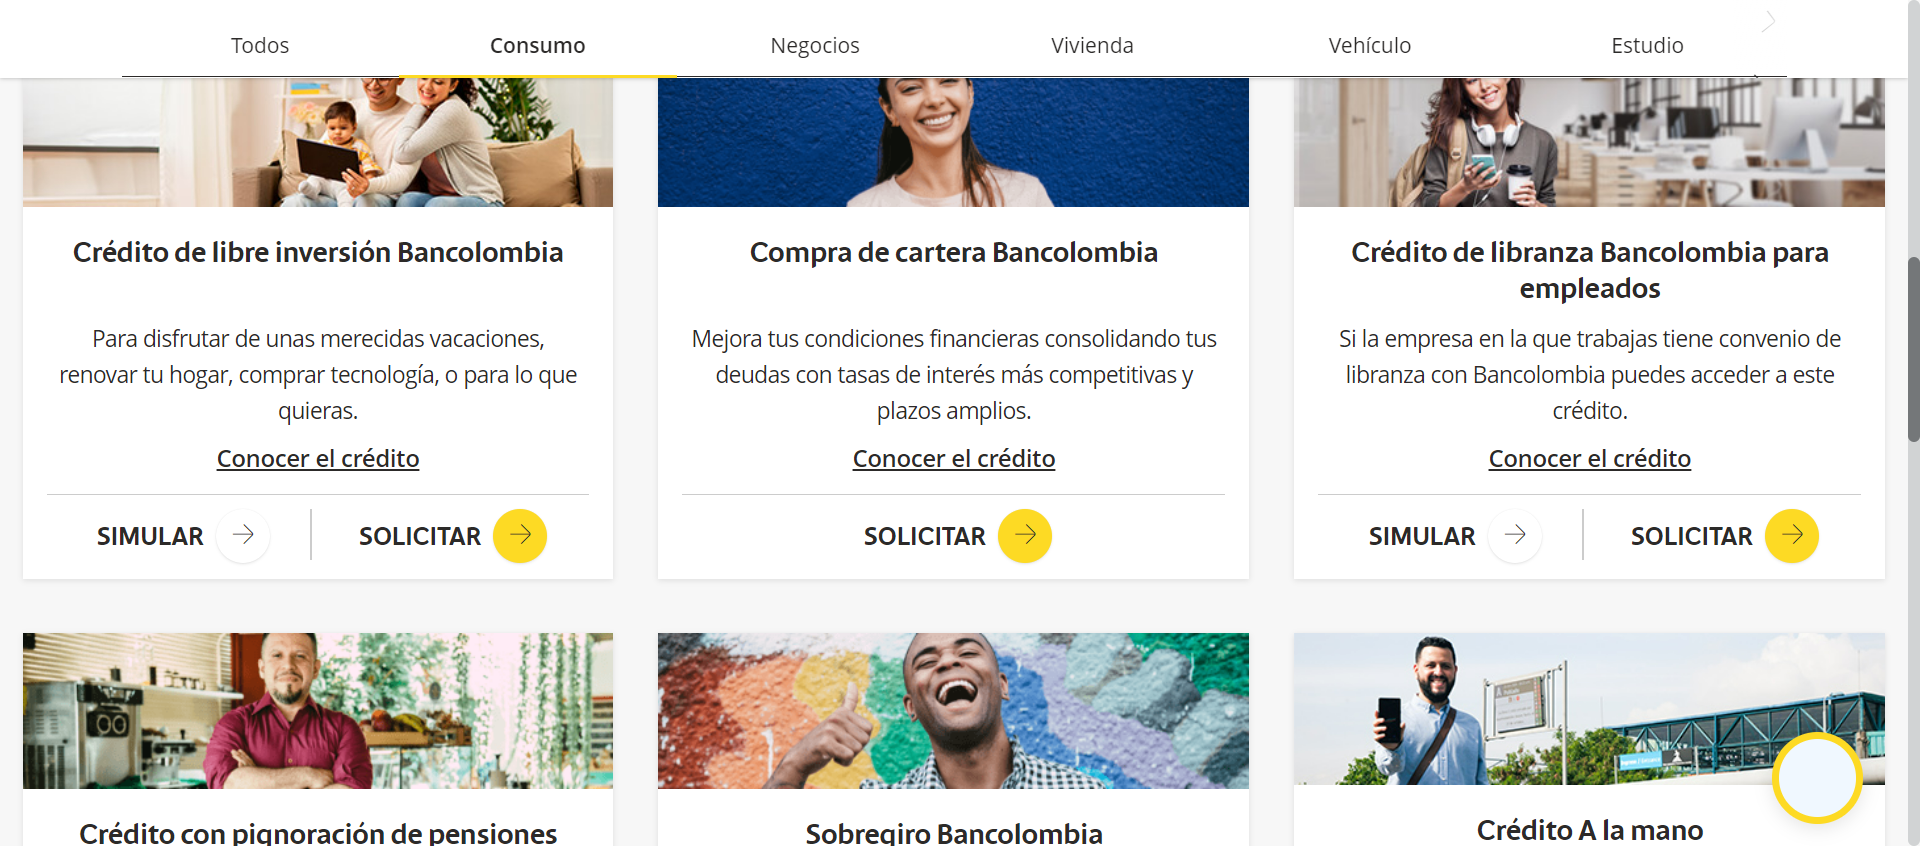 Todos
Consumo
Negocios
Vivienda
Vehículo
Estudio
Crédito de libre inversión Bancolombia
Para disfrutar de unas merecidas vacaciones,
renovar tu hogar, comprar tecnología, o para lo que
quieras.
Conocer el crédito
SIMULAR
SOLICITAR
Compra de cartera Bancolombia
Mejora tus condiciones financieras consolidando tus
deudas con tasas de interés más competitivas y
plazos amplios.
Conocer el crédito
SOLICITAR
Crédito de libranza Bancolombia para
empleados
Si la empresa en la que trabajas tiene convenio de
libranza con Bancolombia puedes acceder a este
crédito.
Conocer el crédito
SIMULAR
SOLICITAR
Crédito con pignoración de pensiones
Sobregiro Bancolombia
Crédito A la mano